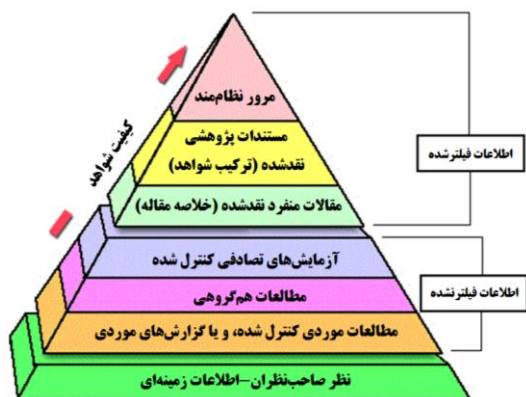 مرور نظام‌مند
مستندات پژوهشی
نقدشده (ترکیب شواهد)
مقالات منفرد نقدشده (خلاصه مقاله)
آزمایش‌های تصادفی کنترل شده
مطالعات هم‌گروهی
مطالعات موردی کنترل شده، و یا گزارش‌های موردی
نظر صاحب‌نظران-اطلاعات زمینه‌ای
کیفیت شواهد
اطلاعات فیلترشده
اطلاعات فیلترنشده